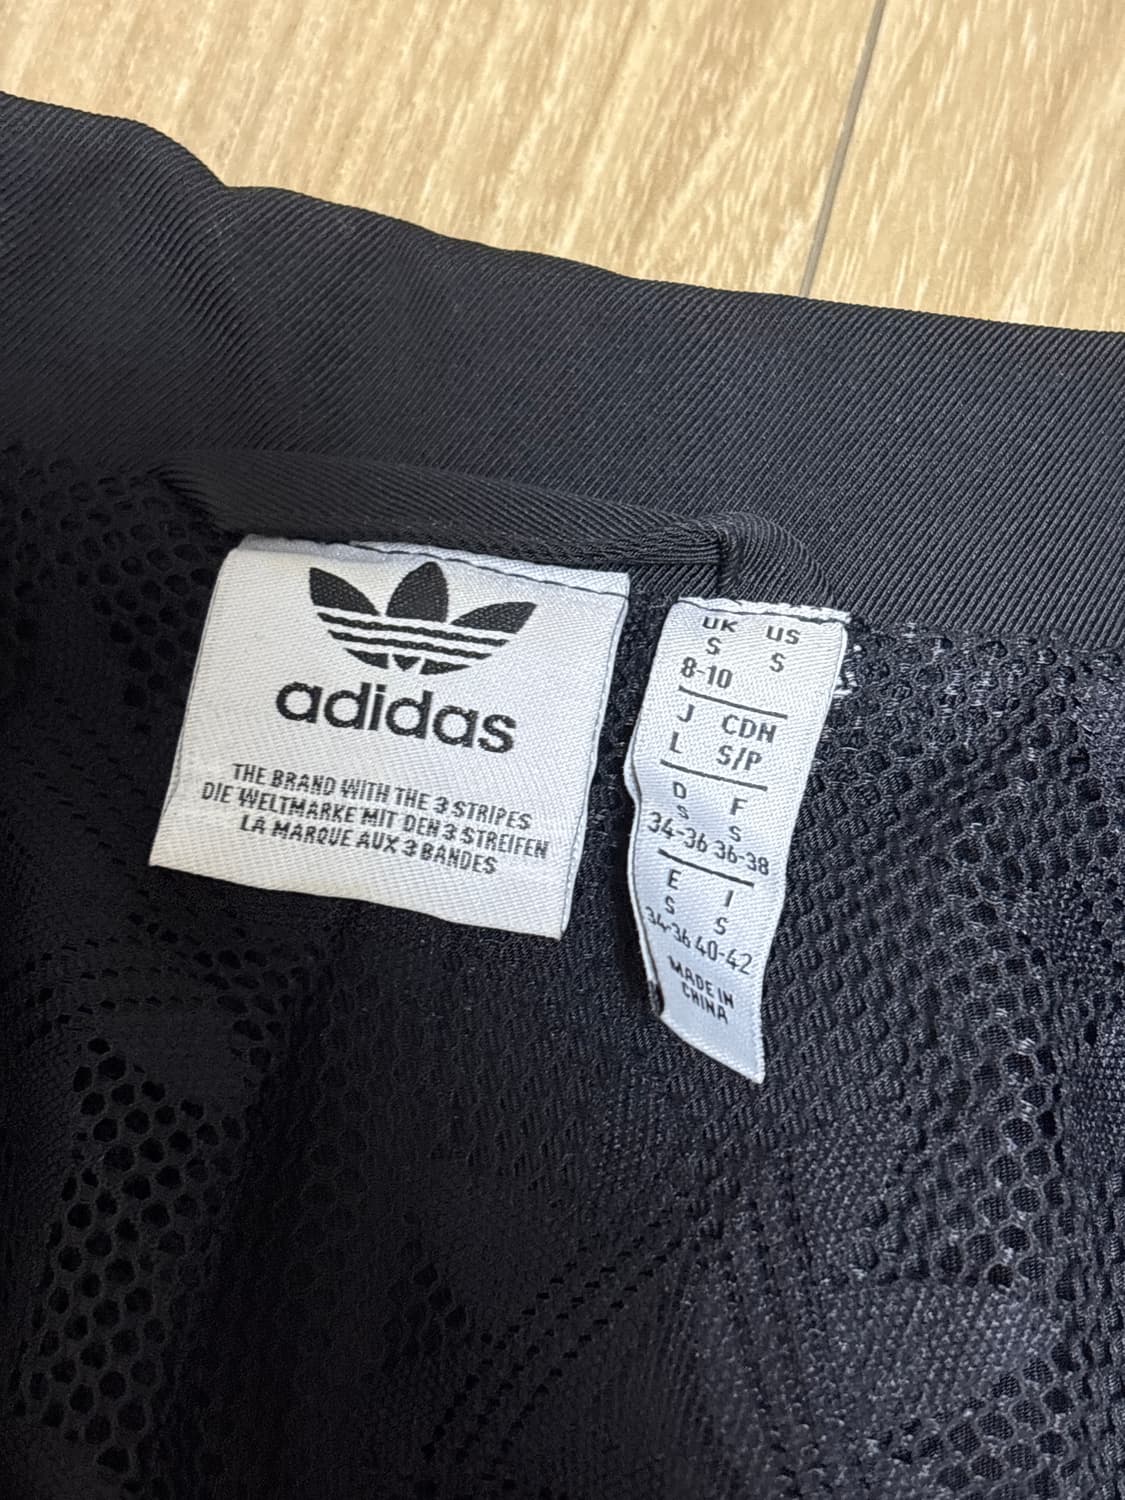 adidas
THE BRAND WITH THE 3 STRIPES
DIE WELTMARKE MIT DEN 3 STREIFEN
LA MARQUE AUX 3 BANDES
UK US
S S
8-10
J CDN
L S/P
D F
S S
34-36 36-38
E I
S S
34-36 40-42
MADE IN
CHINA